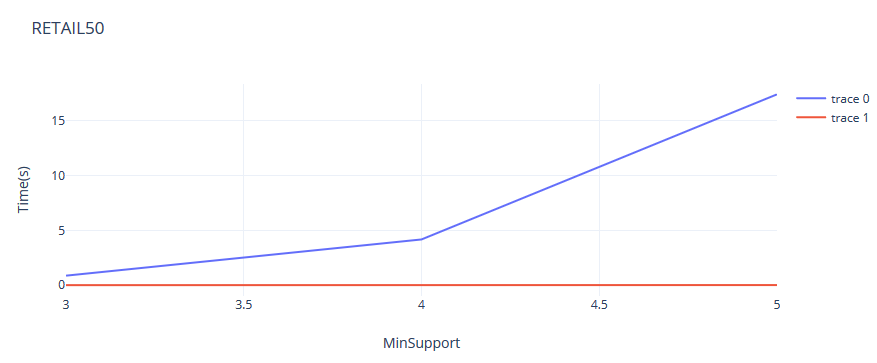 RETAIL50
trace 0
trace 1
Time(s)
15
10
5
0
3
3.5
4
4.5
5
MinSupport